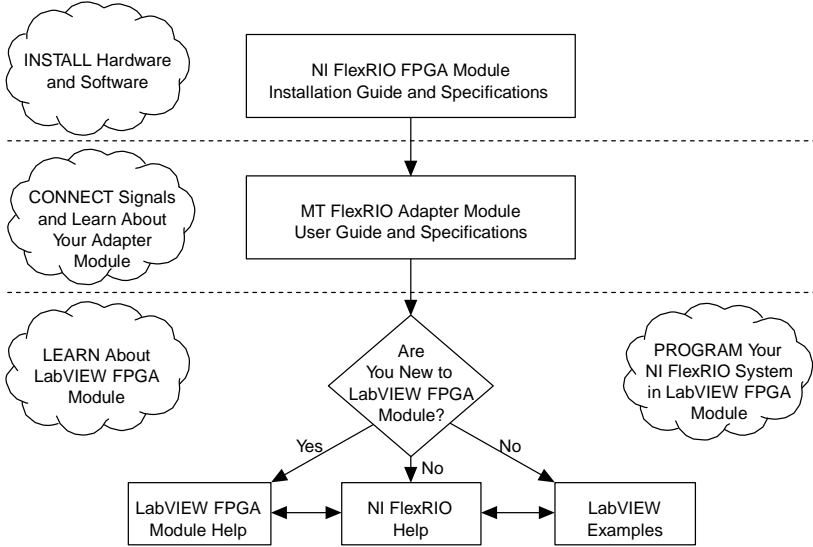 INSTALL Hardware
and Software
NI FlexRIO FPGA Module
Installation Guide and Specifications
CONNECT Signals
and Learn About
Your Adapter
Module
MT FlexRIO Adapter Module
User Guide and Specifications
LEARN About
LabVIEW FPGA
Module
Are
You New to
LabVIEW FPGA
Module?
PROGRAM Your
NI FlexRIO System
in LabVIEW FPGA
Module
Yes
No
No
LabVIEW FPGA
Module Help
NI FlexRIO
Help
LabVIEW
Examples